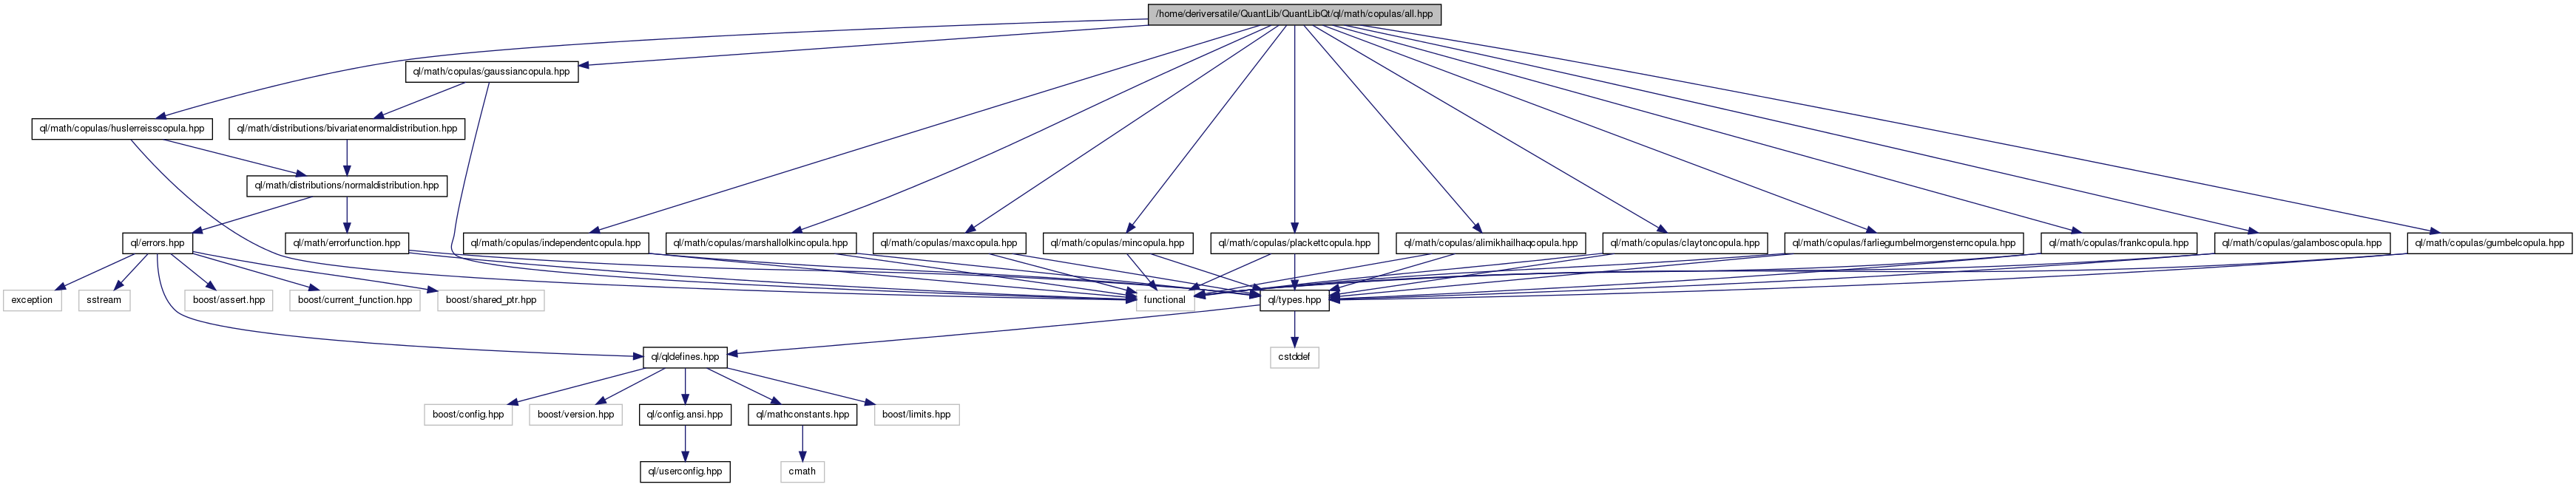 /home/deriversatile/QuantLib/QuantLibQt/ql/math/copulas/all.hpp
ql/math/copulas/gaussiancopula.hpp
ql/math/copulas/huslerreisscopula.hpp
ql/math/distributions/bivariatenormaldistribution.hpp
ql/math/distributions/normaldistribution.hpp
ql/errors.hpp
ql/math/errorfunction.hpp
ql/math/copulas/independentcopula.hpp
ql/math/copulas/marshallolkincopula.hpp
ql/math/copulas/maxcopula.hpp
ql/math/copulas/mincopula.hpp
ql/math/copulas/plackettcopula.hpp
ql/math/copulas/alimikhailhaqcopula.hpp
ql/math/copulas/claytoncopula.hpp
ql/math/copulas/farliegumbelmorgensterncopula.hpp
ql/math/copulas/frankcopula.hpp
ql/math/copulas/galamboscopula.hpp
ql/math/copulas/gumbelcopula.hpp
exception
sstream
boost/assert.hpp
boost/current_function.hpp
boost/shared_ptr.hpp
functional
ql/types.hpp
ql/qldefines.hpp
cstddef
boost/config.hpp
boost/version.hpp
ql/config.ansi.hpp
ql/mathconstants.hpp
boost/limits.hpp
ql/userconfig.hpp
cmath